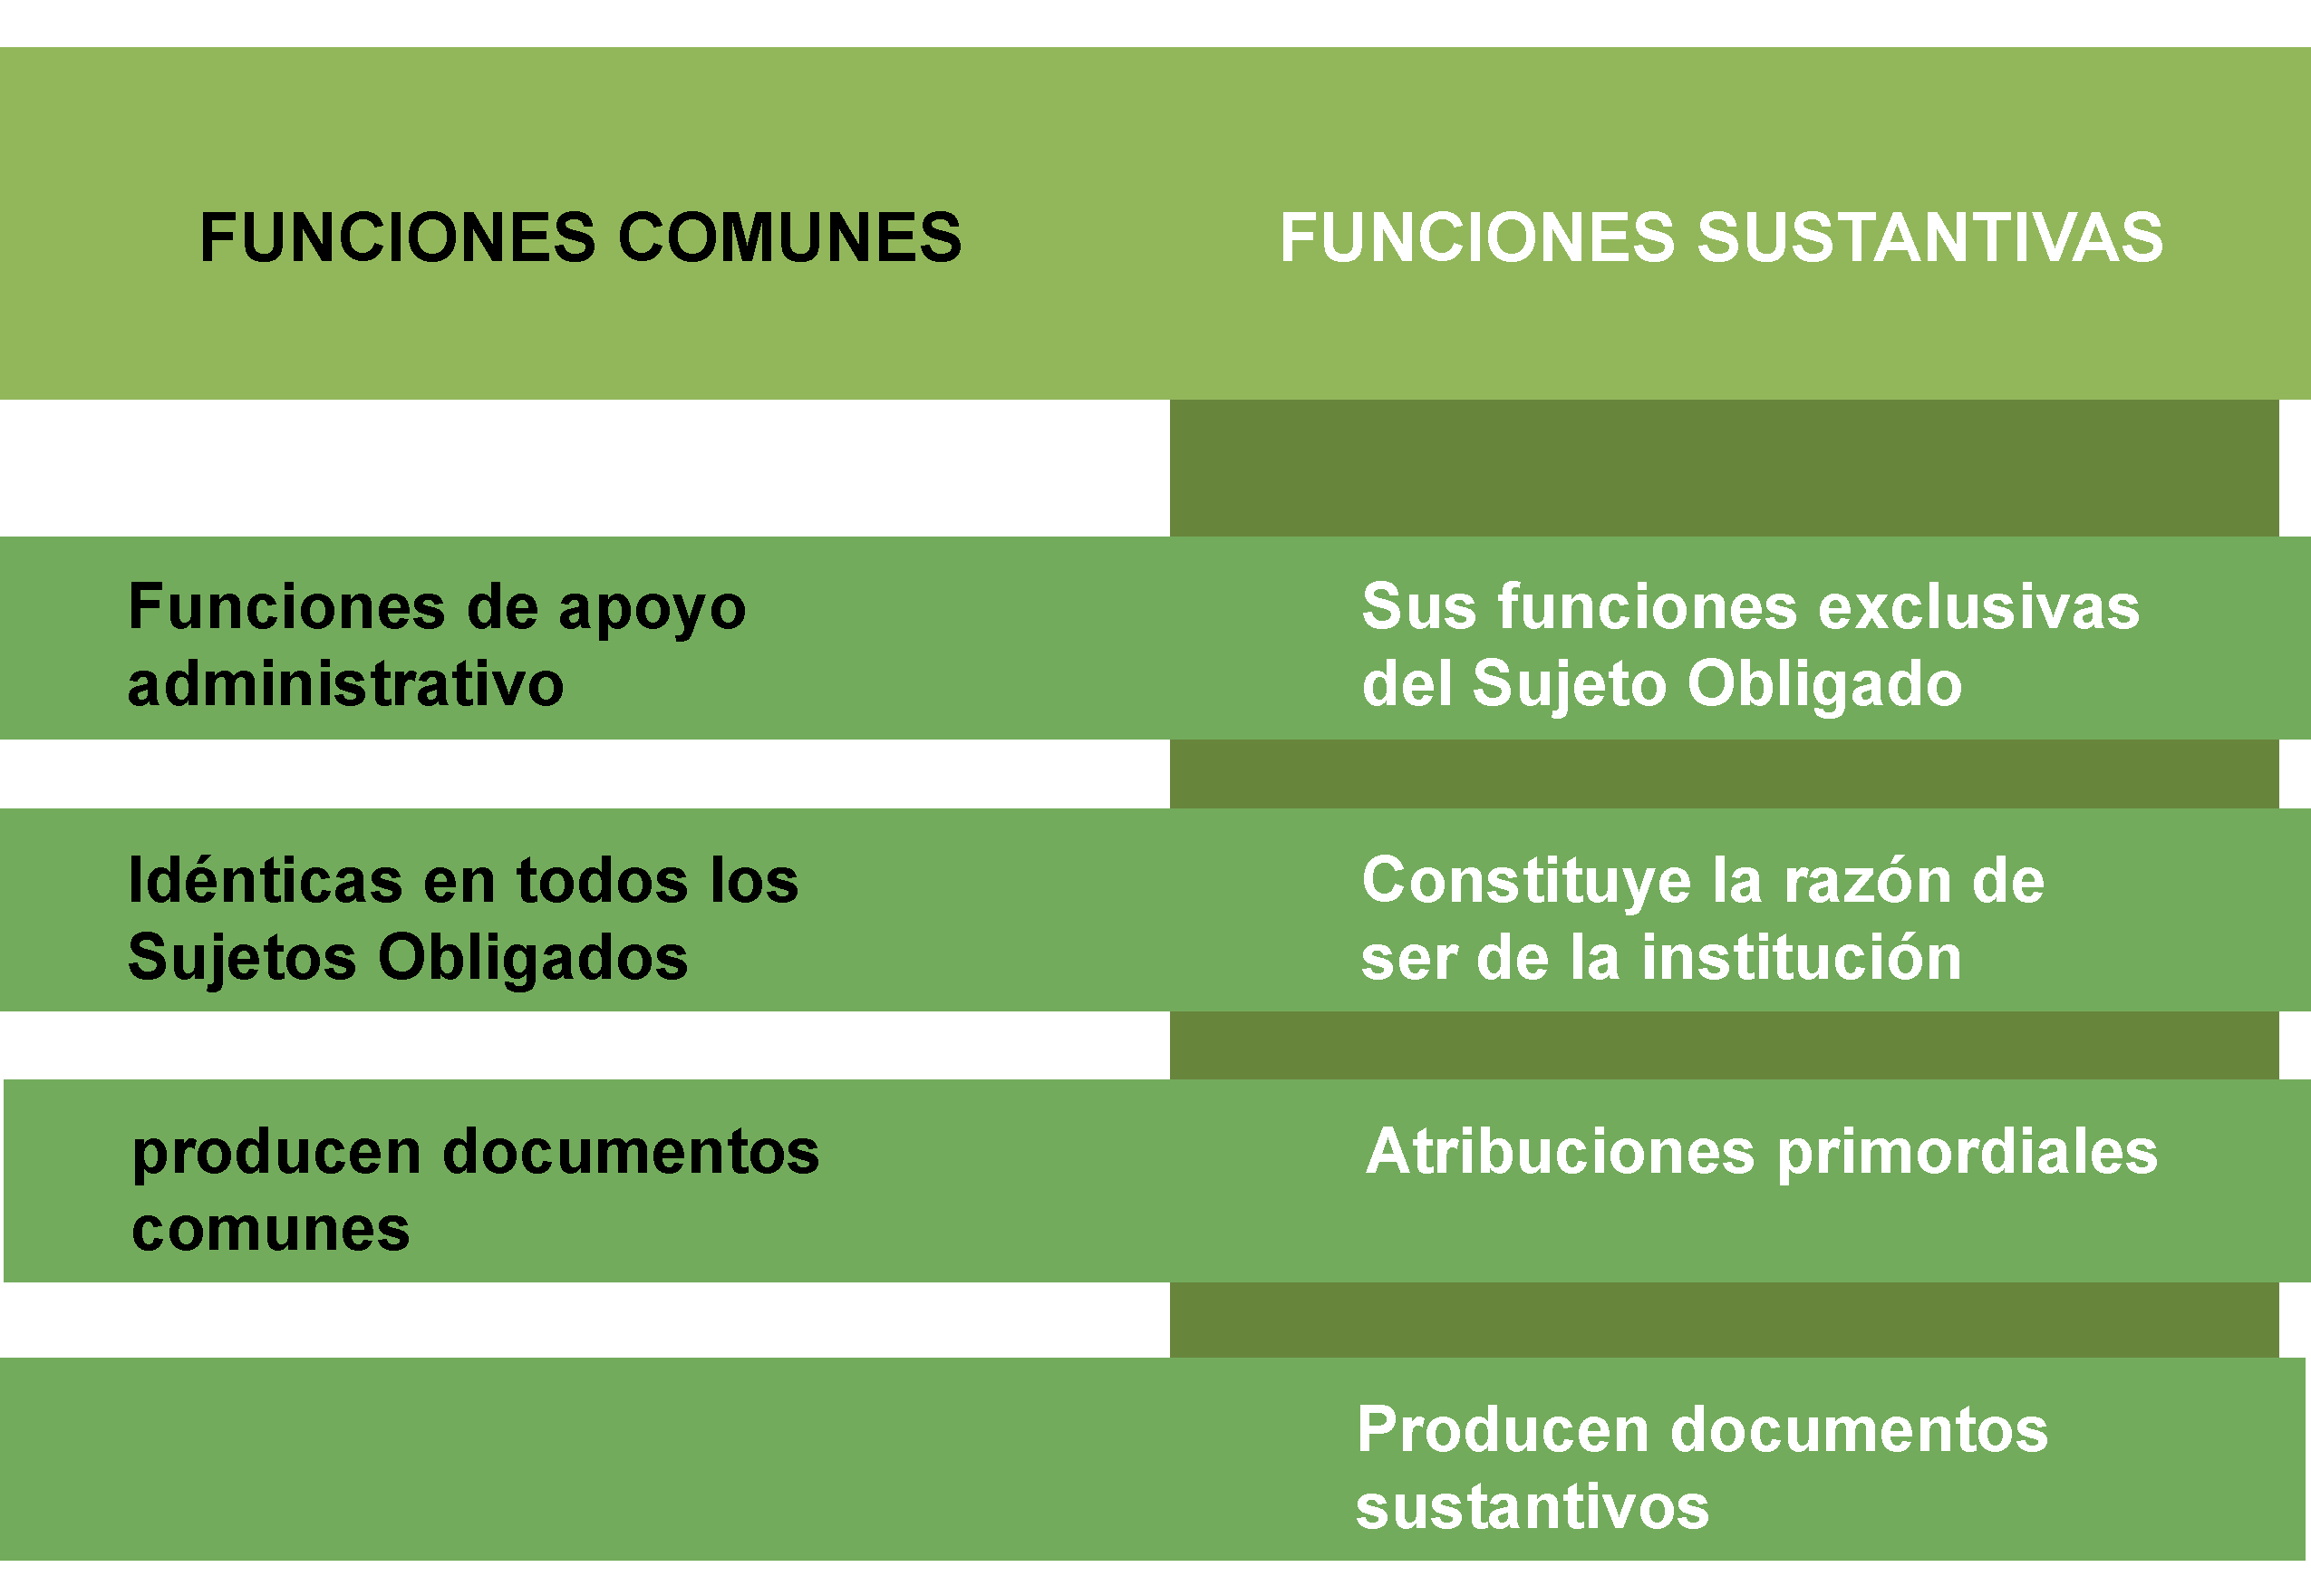 FUNCIONES COMUNES
FUNCIONES SUSTANTIVAS
Funciones de apoyo
administrativo
Sus funciones exclusivas
del Sujeto Obligado
Idénticas en todos los
Sujetos Obligados
Constituye la razón de
ser de la institución
producen documentos
comunes
Atribuciones primordiales
Producen documentos
sustantivos